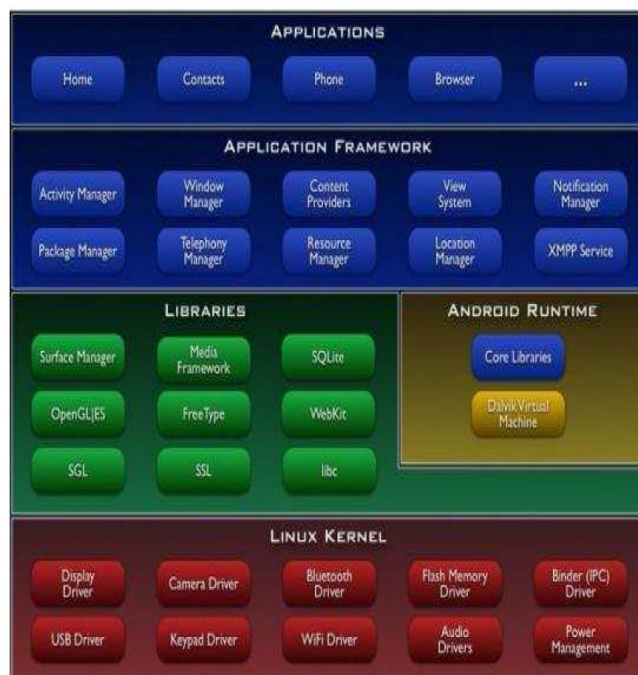 APPLICATIONS
Home
Contacts
Phone
Browser
...
APPLICATION FRAMEWORK
Activity Manager
Window
Manager
Content
Providers
View
System
Notification
Manager
Package Manager
Telephony
Manager
Resource
Manager
Location
Manager
XMPP Service
LIBRARIES
Surface Manager
Media
Framework
SQLite
OpenGL|ES
FreeType
WebKit
SGL
SSL
libc
ANDROID RUNTIME
Core Libraries
Dalvik Virtual
Machine
LINUX KERNEL
Display
Driver
Camera Driver
Bluetooth
Driver
Flash Memory
Driver
Binder (IPC)
Driver
USB Driver
Keypad Driver
WiFi Driver
Audio
Drivers
Power
Management